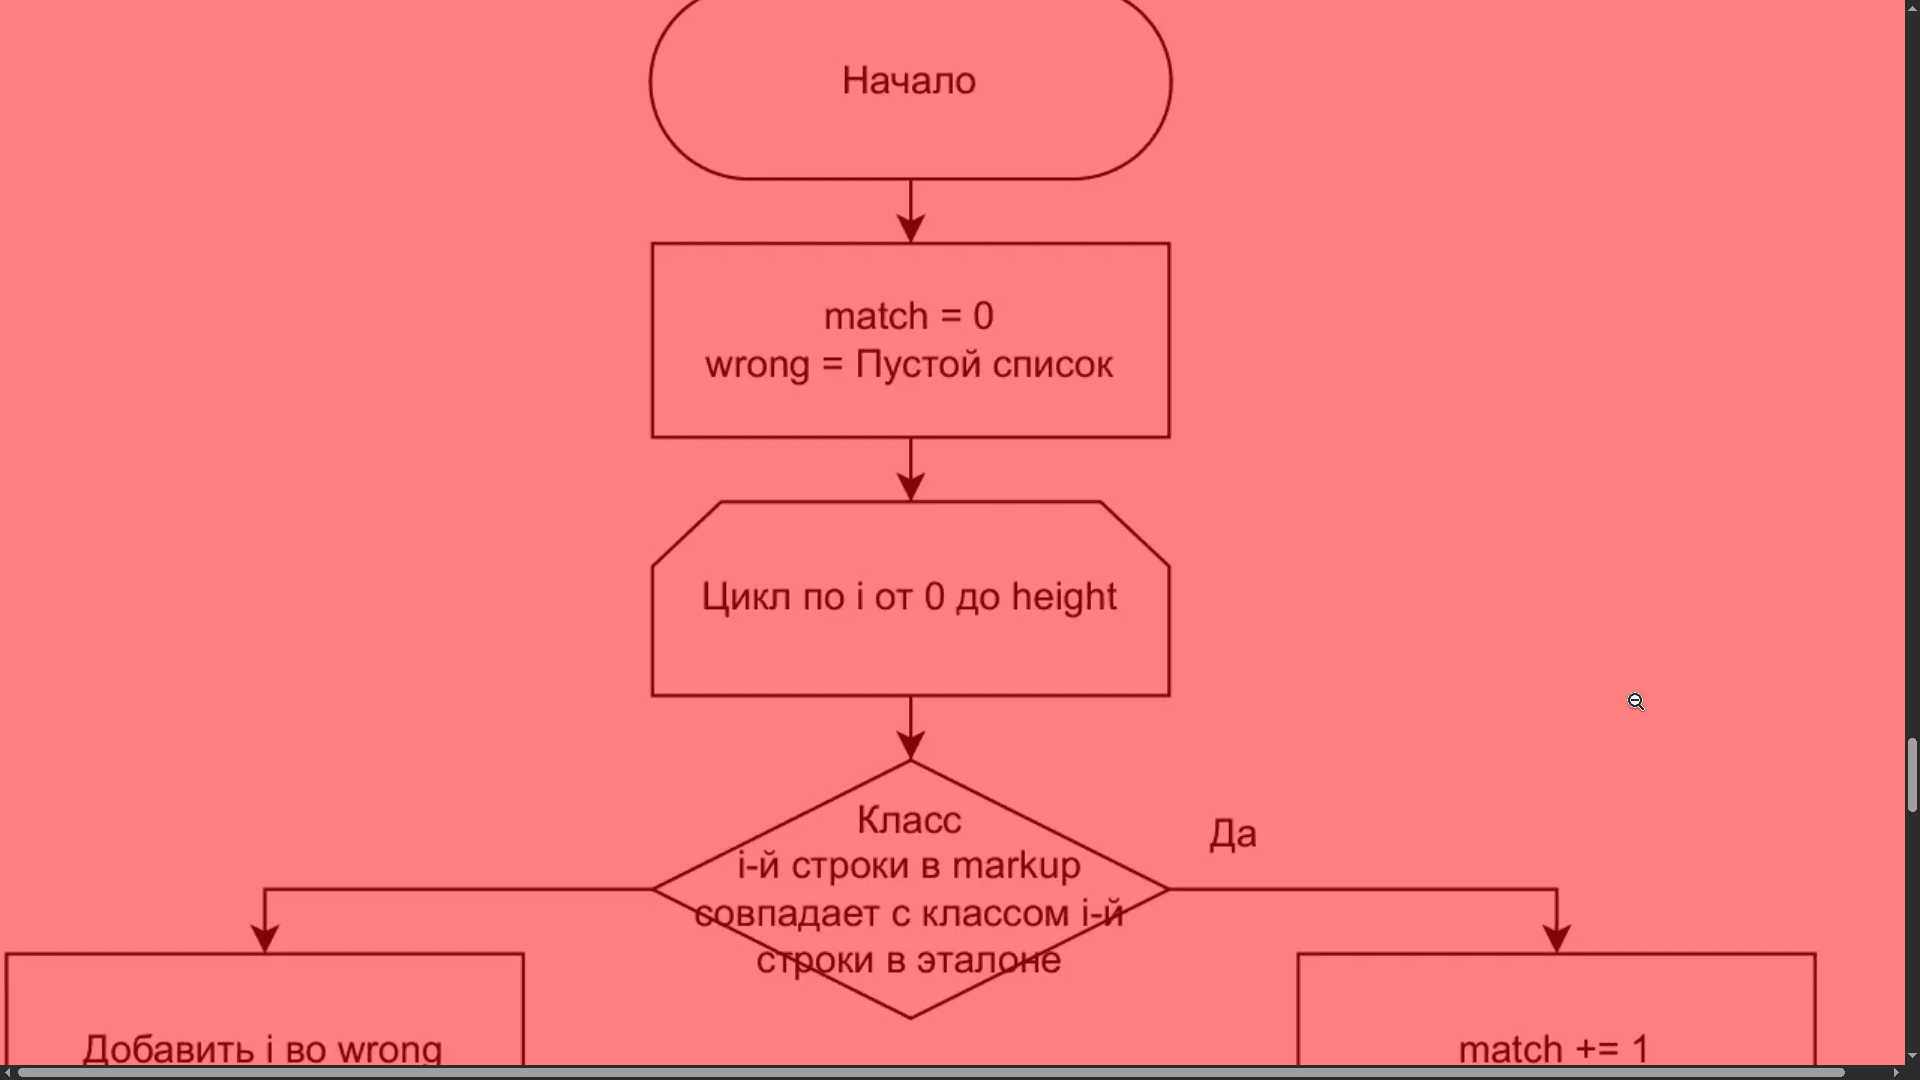 Начало
match = 0
wrong = Пустой список
Цикл по i от 0 до height
Класс
i-й строки в markup
совпадает с классом i-й
строки в эталоне
Да
Добавить i во wrong
match += 1